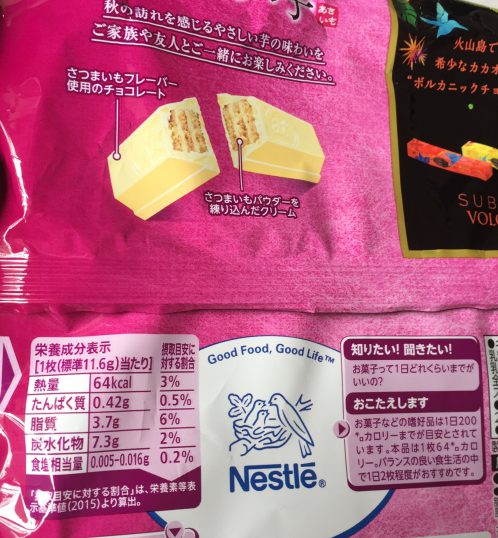 子
あきいも
秋の訪れを感じるやさしい芋の味わいを
ご家族や友人とご一緒にお楽しみください。
さつまいもフレーバー
使用のチョコレート
さつまいもパウダーを
練り込んだクリーム
火山島で
希少なカカオ
"ボルカニックチョ
SUB
VOLC
栄養成分表示
[1枚(標準11.6g)当たり]
摂取目安に
対する割合
熱量 64kcal 3%
たんぱく質 0.42g 0.5%
脂質 3.7g 6%
炭水化物 7.3g 2%
食塩相当量 0.005-0.016g 0.2%
「摂取目安に対する割合」は、栄養素等表
示基準値(2015)より算出。
Good Food, Good Life™
Nestlé®
知りたい! 聞きたい!
お菓子って1日どれくらいまでが
いいの?
おこたえします
お菓子などの嗜好品は1日200
キロカロリーまでが目安とされて
います。本品は1枚64キロカロ
リー。バランスの良い食生活の中
で1日2枚程度がおすすめです。